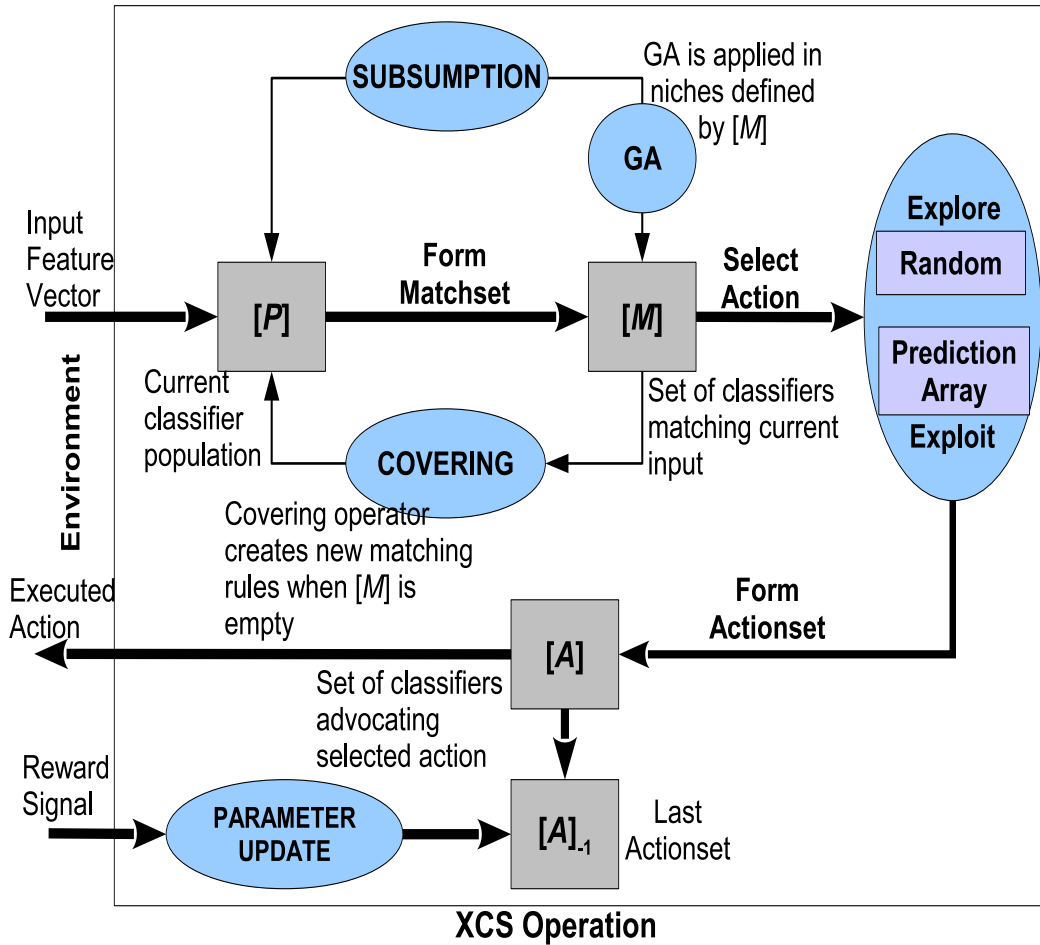 SUBSUMPTION
GA is applied in
niches defined
by [M]
GA
Input
Feature
Vector
[P]
Form
Matchset
[M]
Select
Action
Explore
Random
Prediction
Array
Exploit
Environment
Current
classifier
population
COVERING
Set of classifiers
matching current
input
Covering operator
creates new matching
rules when [M] is
empty
Executed
Action
[A]
Form
Actionset
Set of classifiers
advocating
selected action
Reward
Signal
PARAMETER
UPDATE
[A]-1
Last
Actionset
XCS Operation